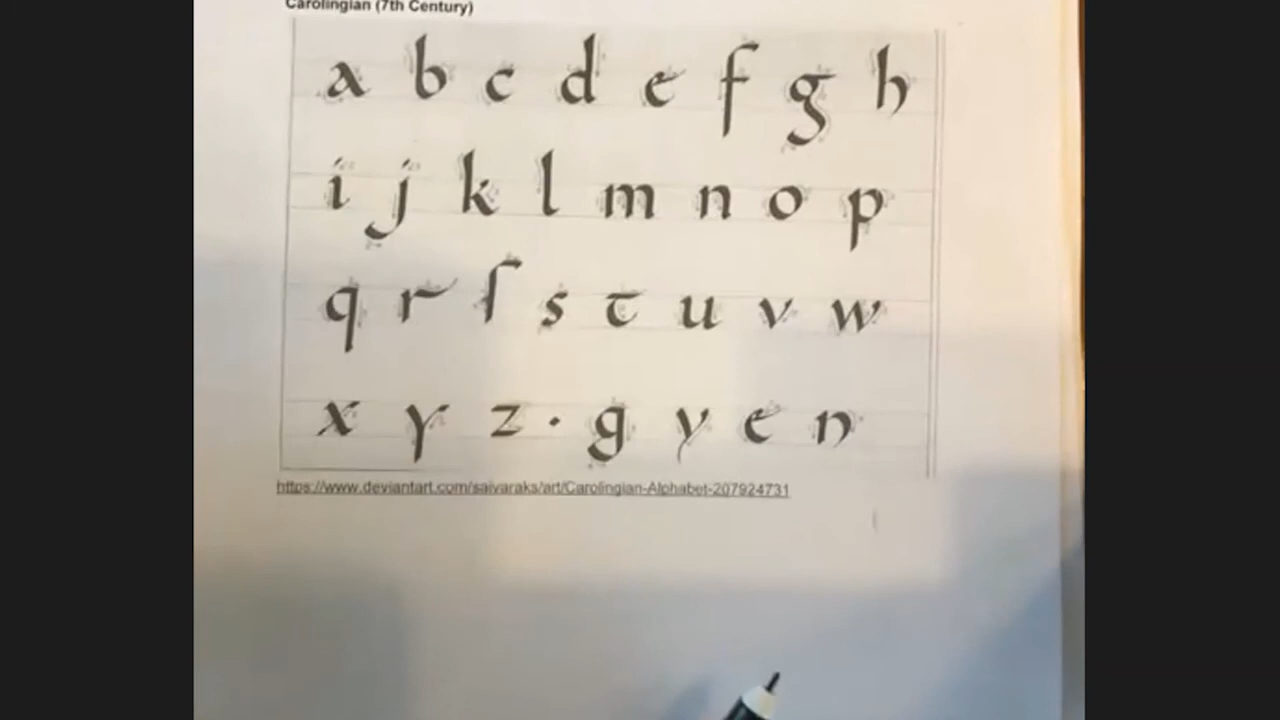 Carolingian (7th Century)
a b c d e f g h
i j k l m n o p
q r ſ s t u v w
x y z · g y e n
https://www.deviantart.com/saivaraks/art/Carolingian-Alphabet-207924731